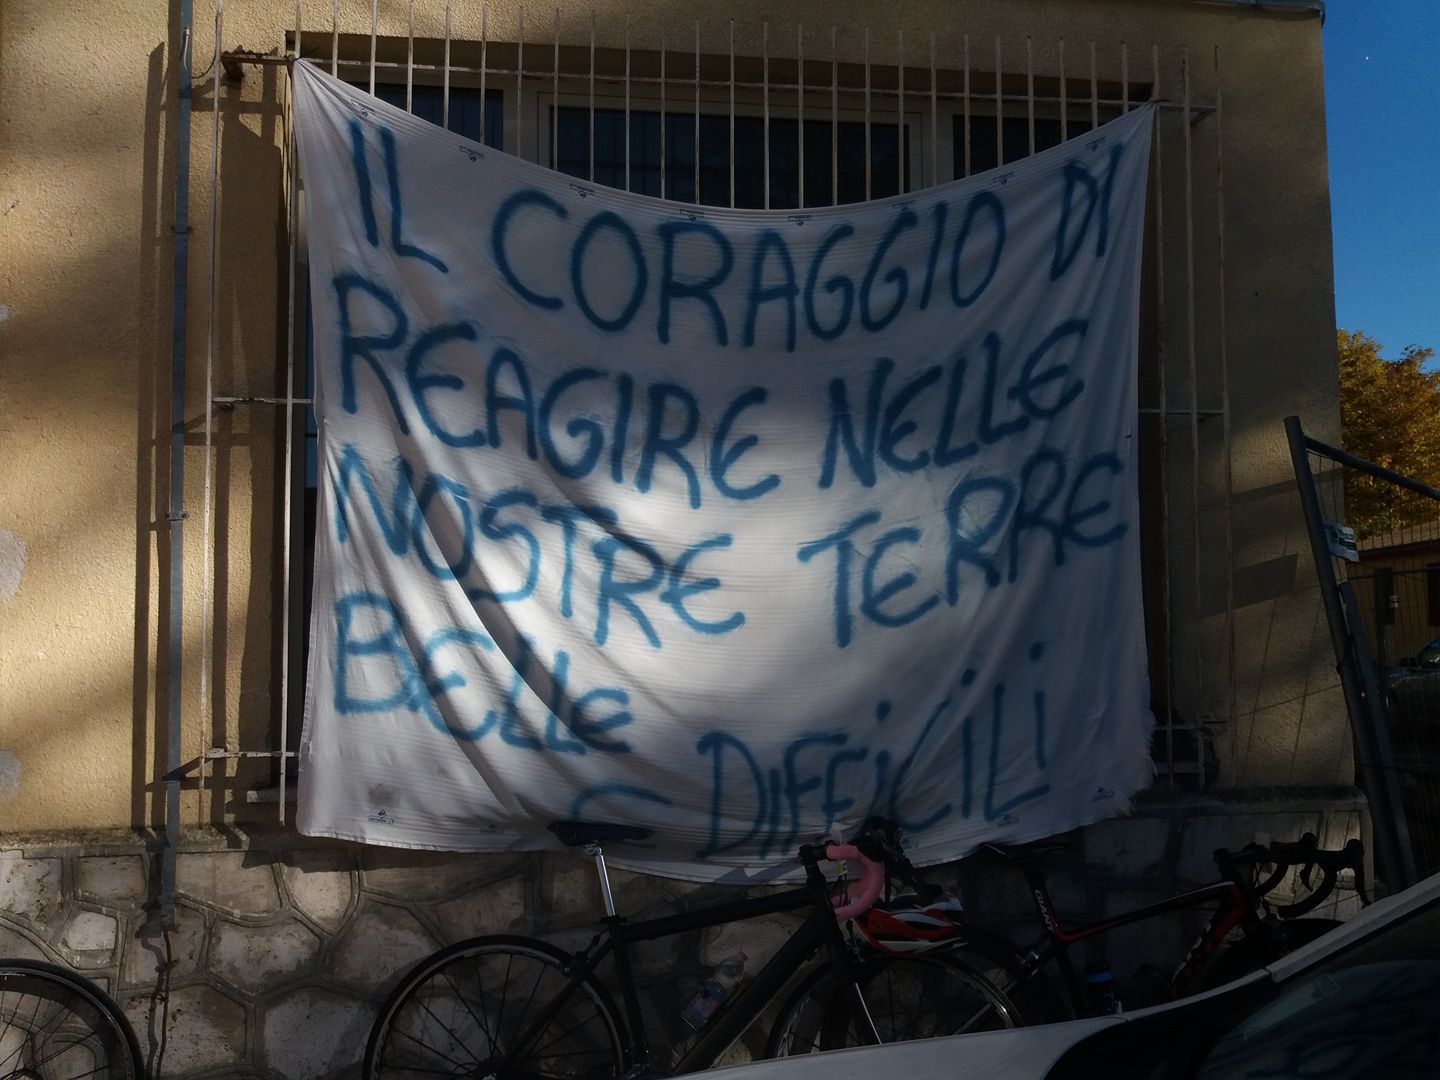 IL CORAGGIO DI
REAGIRE NELLE
NOSTRE TERRE
BELLE
E DIFFICILI